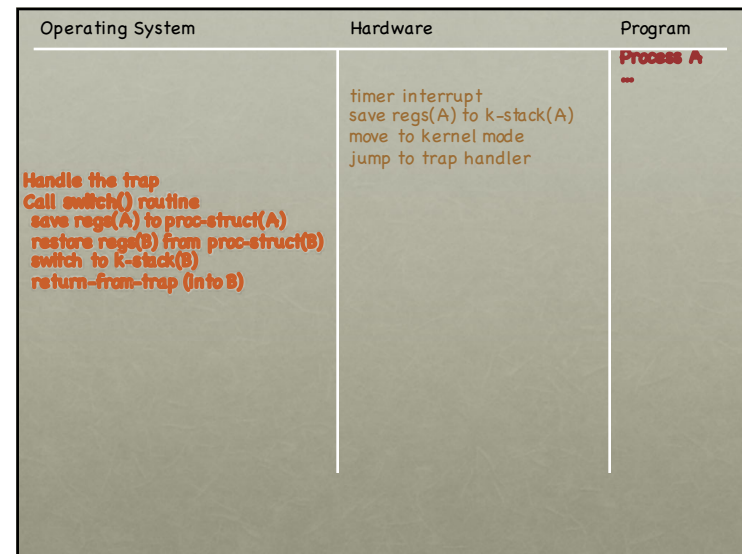 Operating System Hardware Program
Process A
...
timer interrupt
save regs(A) to k-stack(A)
move to kernel mode
jump to trap handler
Handle the trap
Call switch() routine
save regs(A) to proc-struct(A)
restore regs(B) from proc-struct(B)
switch to k-stack(B)
return-from-trap (into B)